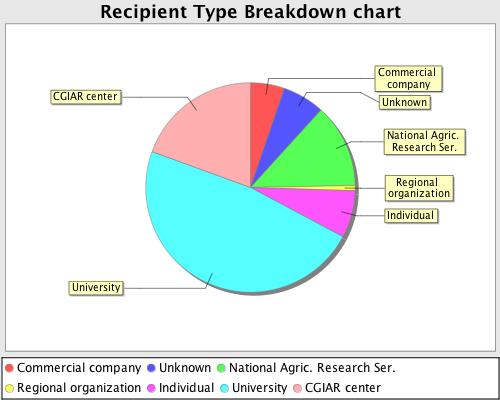 Recipient Type Breakdown chart
Commercial
company
CGIAR center
Unknown
National Agric.
Research Ser.
Regional
organization
Individual
University
Commercial company Unknown National Agric. Research Ser.
Regional organization Individual University CGIAR center